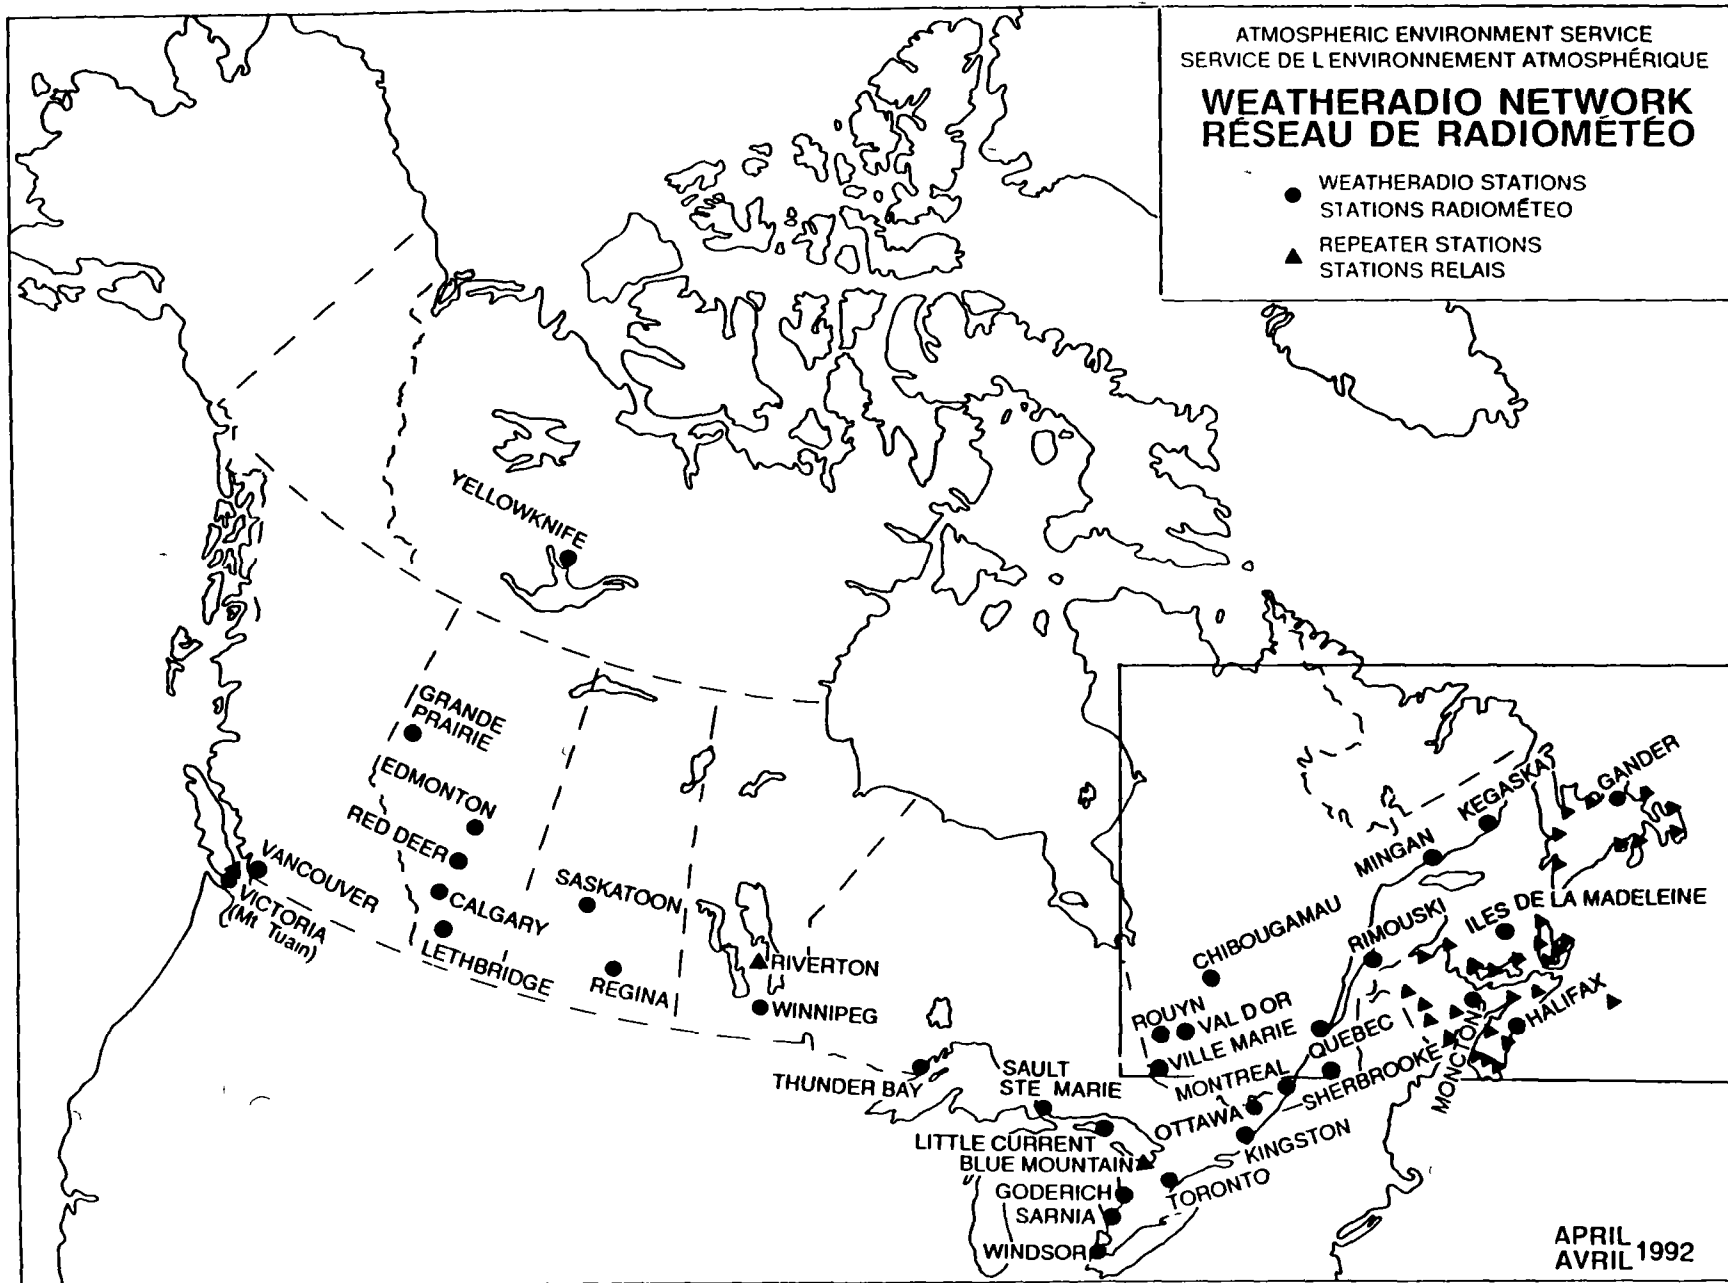 ATMOSPHERIC ENVIRONMENT SERVICE
SERVICE DE L ENVIRONNEMENT ATMOSPHÉRIQUE
WEATHERADIO NETWORK
RÉSEAU DE RADIOMÉTÉO
WEATHERADIO STATIONS
STATIONS RADIOMÉTEO
REPEATER STATIONS
STATIONS RELAIS
YELLOWKNIFE
GRANDE
PRAIRIE
EDMONTON
RED DEER
CALGARY
LETHBRIDGE
VANCOUVER
VICTORIA
(Mt Tuam)
SASKATOON
REGINA
RIVERTON
WINNIPEG
THUNDER BAY
SAULT
STE MARIE
LITTLE CURRENT
BLUE MOUNTAIN
GODERICH
SARNIA
WINDSOR
TORONTO
KINGSTON
OTTAWA
MONTREAL
SHERBROOKE
QUEBEC
VILLE MARIE
ROUYN
VAL D OR
CHIBOUGAMAU
RIMOUSKI
MINGAN
KEGASKA
GANDER
ILES DE LA MADELEINE
HALIFAX
MONCTON
APRIL
AVRIL 1992